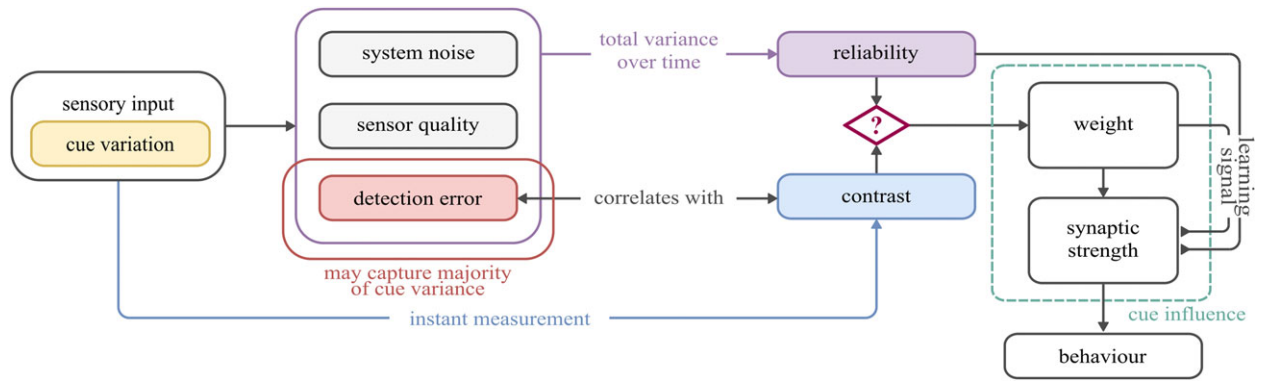 sensory input
cue variation
system noise
sensor quality
detection error
may capture majority
of cue variance
total variance
over time
correlates with
instant measurement
reliability
?
contrast
weight
synaptic
strength
learning
signal
cue influence
behaviour